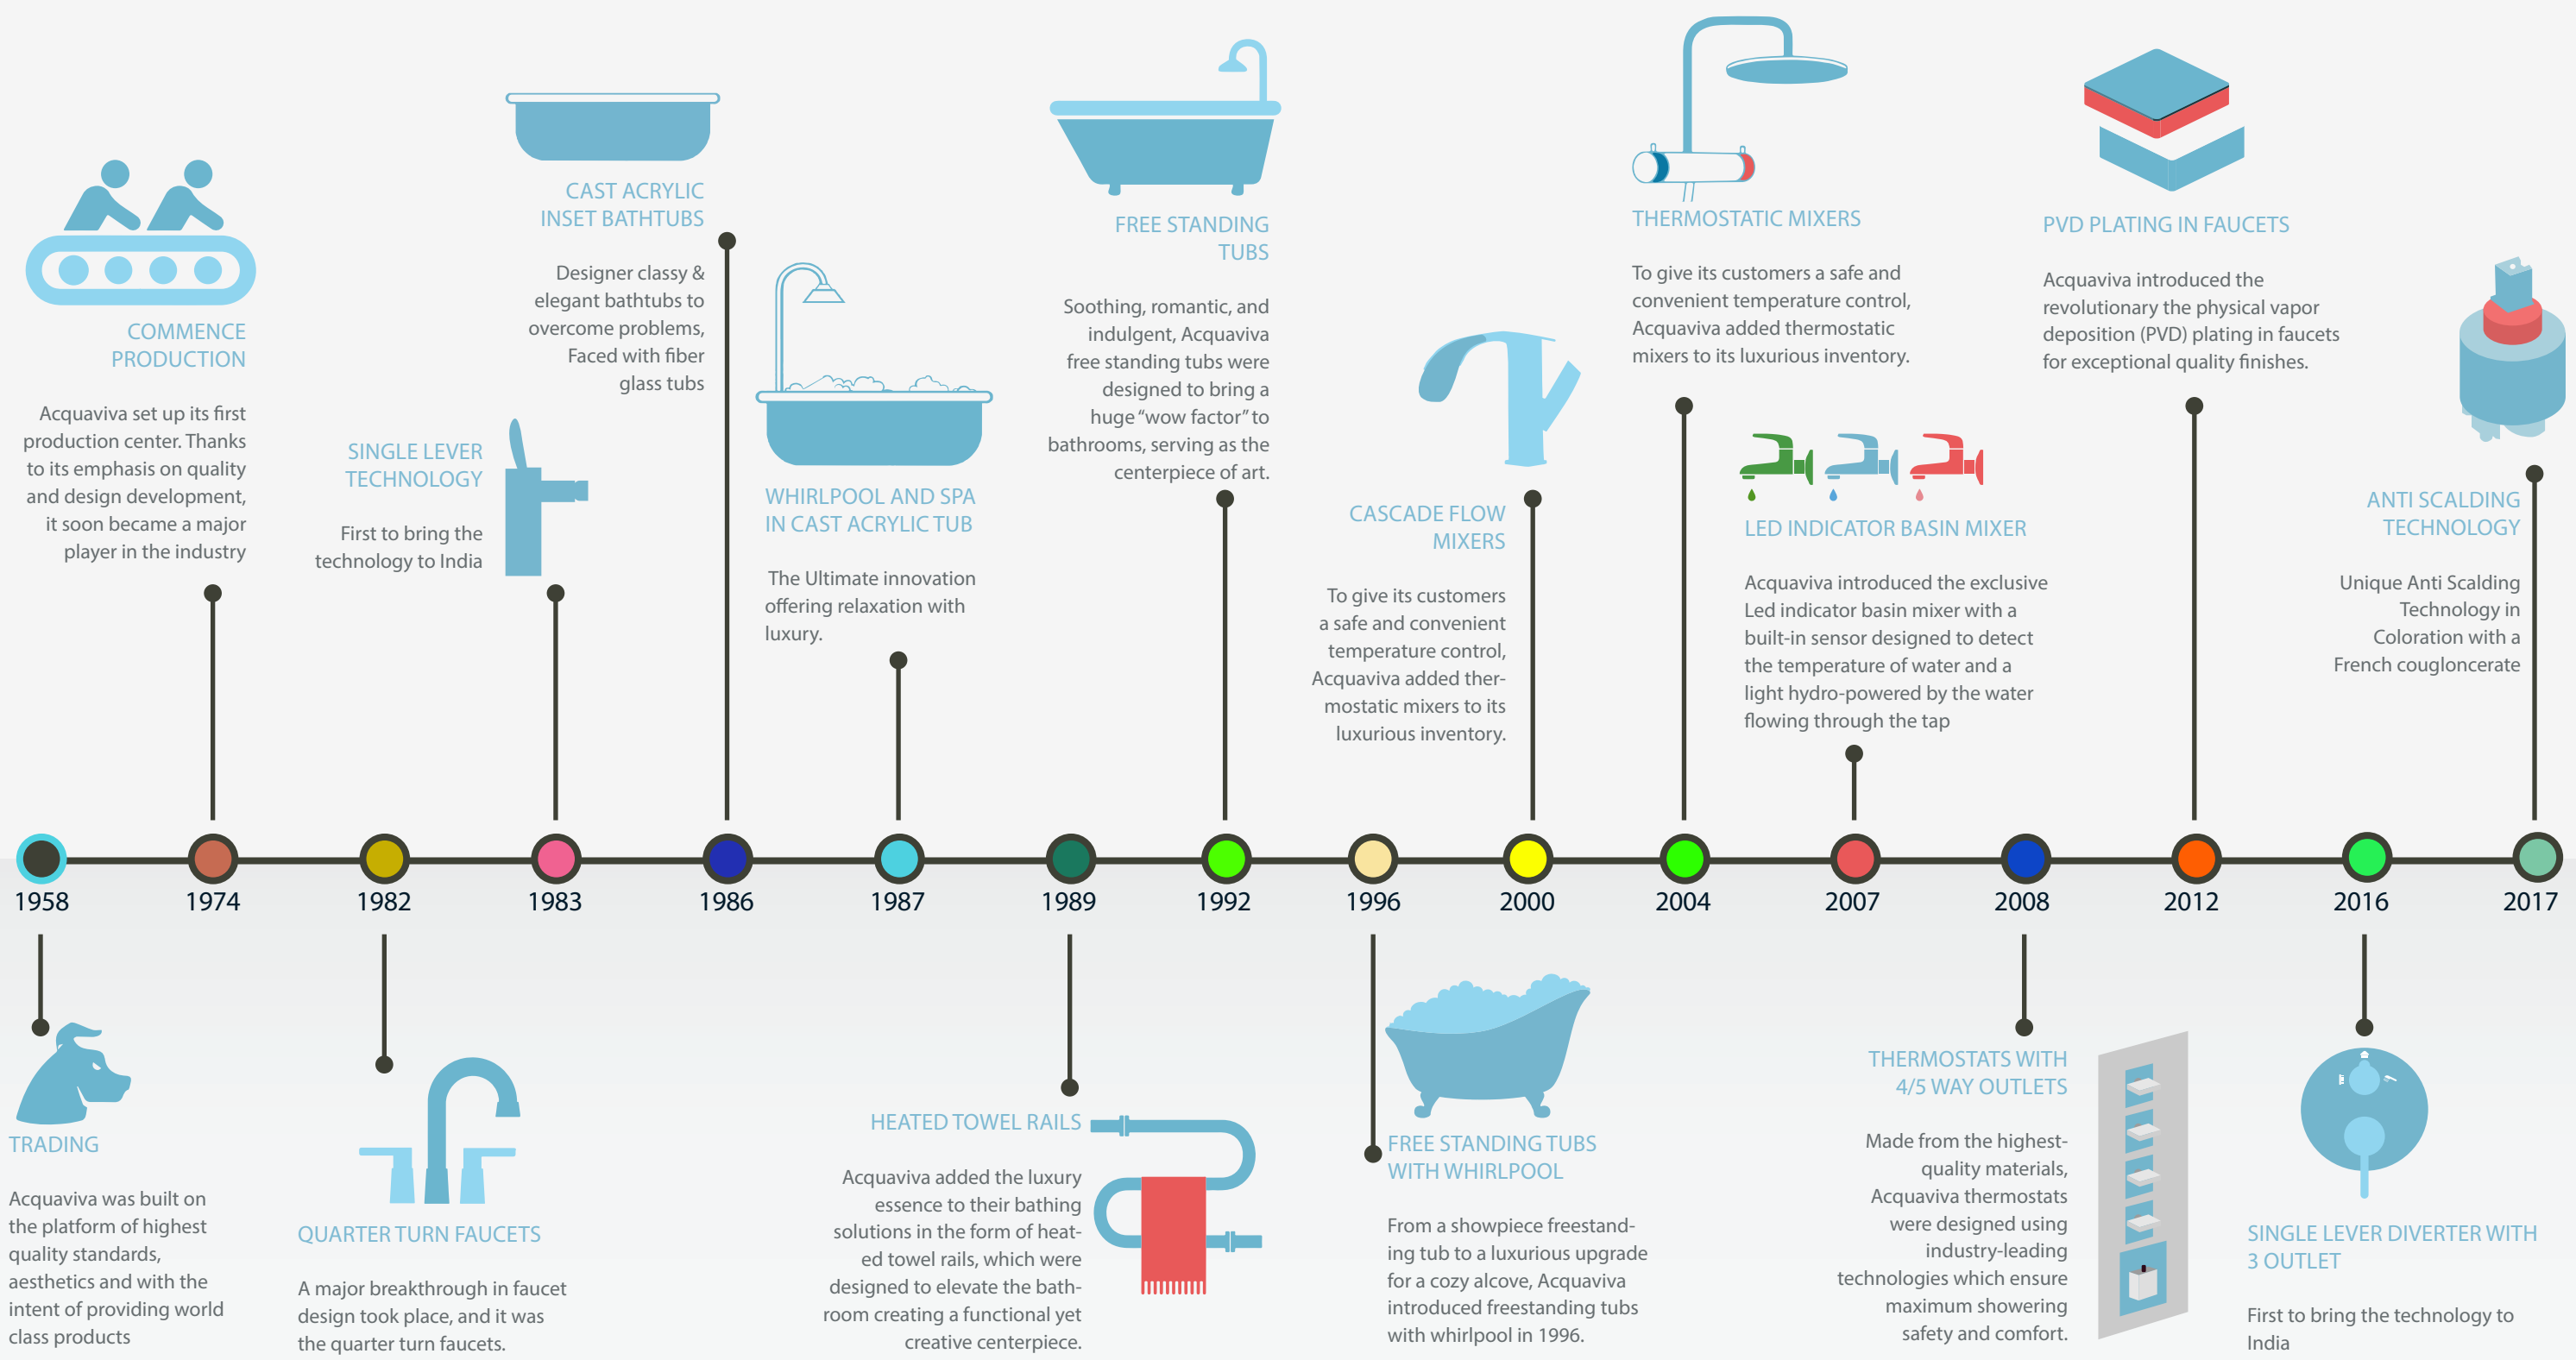 COMMENCE
PRODUCTION
Acquaviva set up its first
production center. Thanks
to its emphasis on quality
and design development,
it soon became a major
player in the industry
SINGLE LEVER
TECHNOLOGY
First to bring the
technology to India
CAST ACRYLIC
INSET BATHTUBS
Designer classy &
elegant bathtubs to
overcome problems,
Faced with fiber
glass tubs
WHIRLPOOL AND SPA
IN CAST ACRYLIC TUB
The Ultimate innovation
offering relaxation with
luxury.
FREE STANDING
TUBS
Soothing, romantic, and
indulgent, Acquaviva
free standing tubs were
designed to bring a
huge “wow factor” to
bathrooms, serving as the
centerpiece of art.
CASCADE FLOW
MIXERS
To give its customers
a safe and convenient
temperature control,
Acquaviva added ther-
mostatic mixers to its
luxurious inventory.
THERMOSTATIC MIXERS
To give its customers a safe and
convenient temperature control,
Acquaviva added thermostatic
mixers to its luxurious inventory.
LED INDICATOR BASIN MIXER
Acquaviva introduced the exclusive
Led indicator basin mixer with a
built-in sensor designed to detect
the temperature of water and a
light hydro-powered by the water
flowing through the tap
PVD PLATING IN FAUCETS
Acquaviva introduced the
revolutionary the physical vapor
deposition (PVD) plating in faucets
for exceptional quality finishes.
ANTI SCALDING
TECHNOLOGY
Unique Anti Scalding
Technology in
Coloration with a
French cougloncerate
1958
1974
1982
1983
1986
1987
1989
1992
1996
2000
2004
2007
2008
2012
2016
2017
TRADING
Acquaviva was built on
the platform of highest
quality standards,
aesthetics and with the
intent of providing world
class products
QUARTER TURN FAUCETS
A major breakthrough in faucet
design took place, and it was
the quarter turn faucets.
HEATED TOWEL RAILS
Acquaviva added the luxury
essence to their bathing
solutions in the form of heat-
ed towel rails, which were
designed to elevate the bath-
room creating a functional yet
creative centerpiece.
FREE STANDING TUBS
WITH WHIRLPOOL
From a showpiece freestand-
ing tub to a luxurious upgrade
for a cozy alcove, Acquaviva
introduced freestanding tubs
with whirlpool in 1996.
THERMOSTATS WITH
4/5 WAY OUTLETS
Made from the highest-
quality materials,
Acquaviva thermostats
were designed using
industry-leading
technologies which ensure
maximum showering
safety and comfort.
SINGLE LEVER DIVERTER WITH
3 OUTLET
First to bring the technology to
India